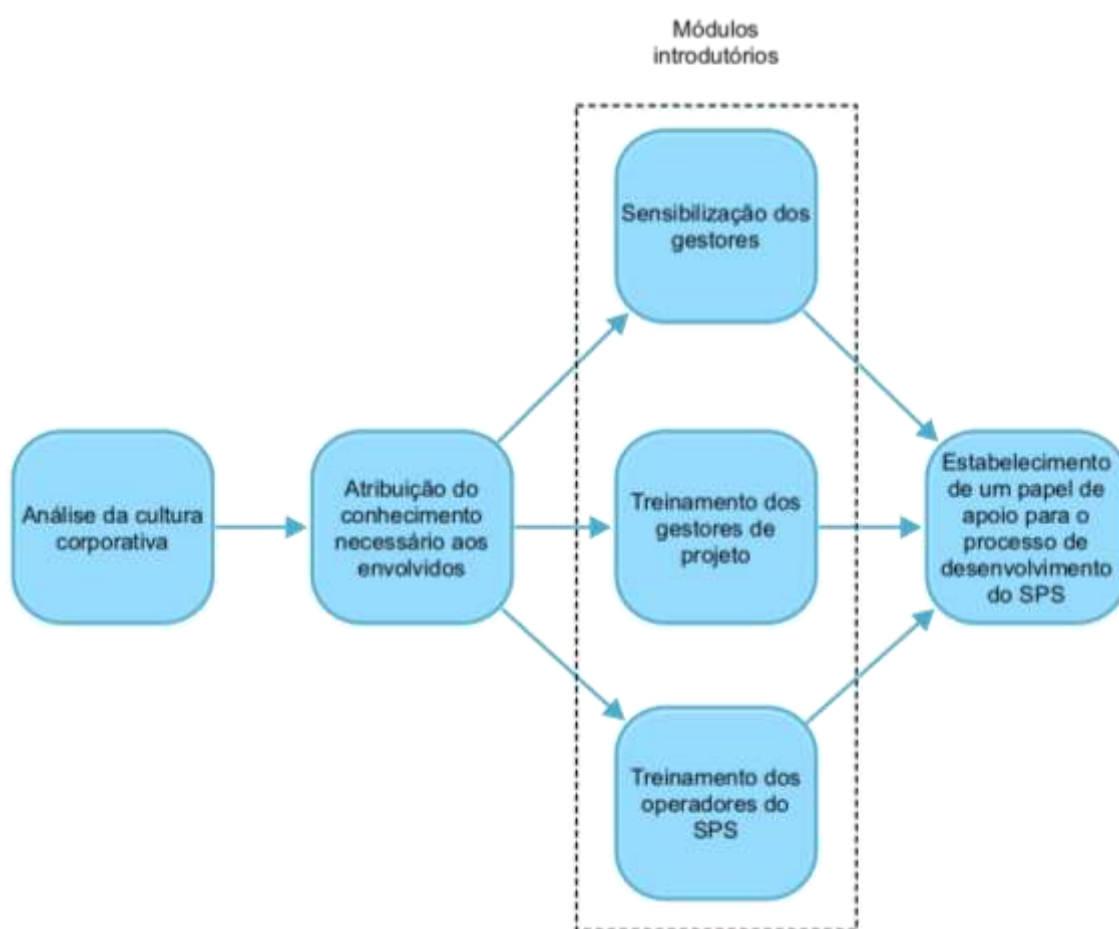 Módulos
introdutórios
Sensibilização dos
gestores
Análise da cultura
corporativa
Atribuição do
conhecimento
necessário aos
envolvidos
Treinamento dos
gestores de
projeto
Estabelecimento
de um papel de
apoio para o
processo de
desenvolvimento
do SPS
Treinamento dos
operadores do
SPS